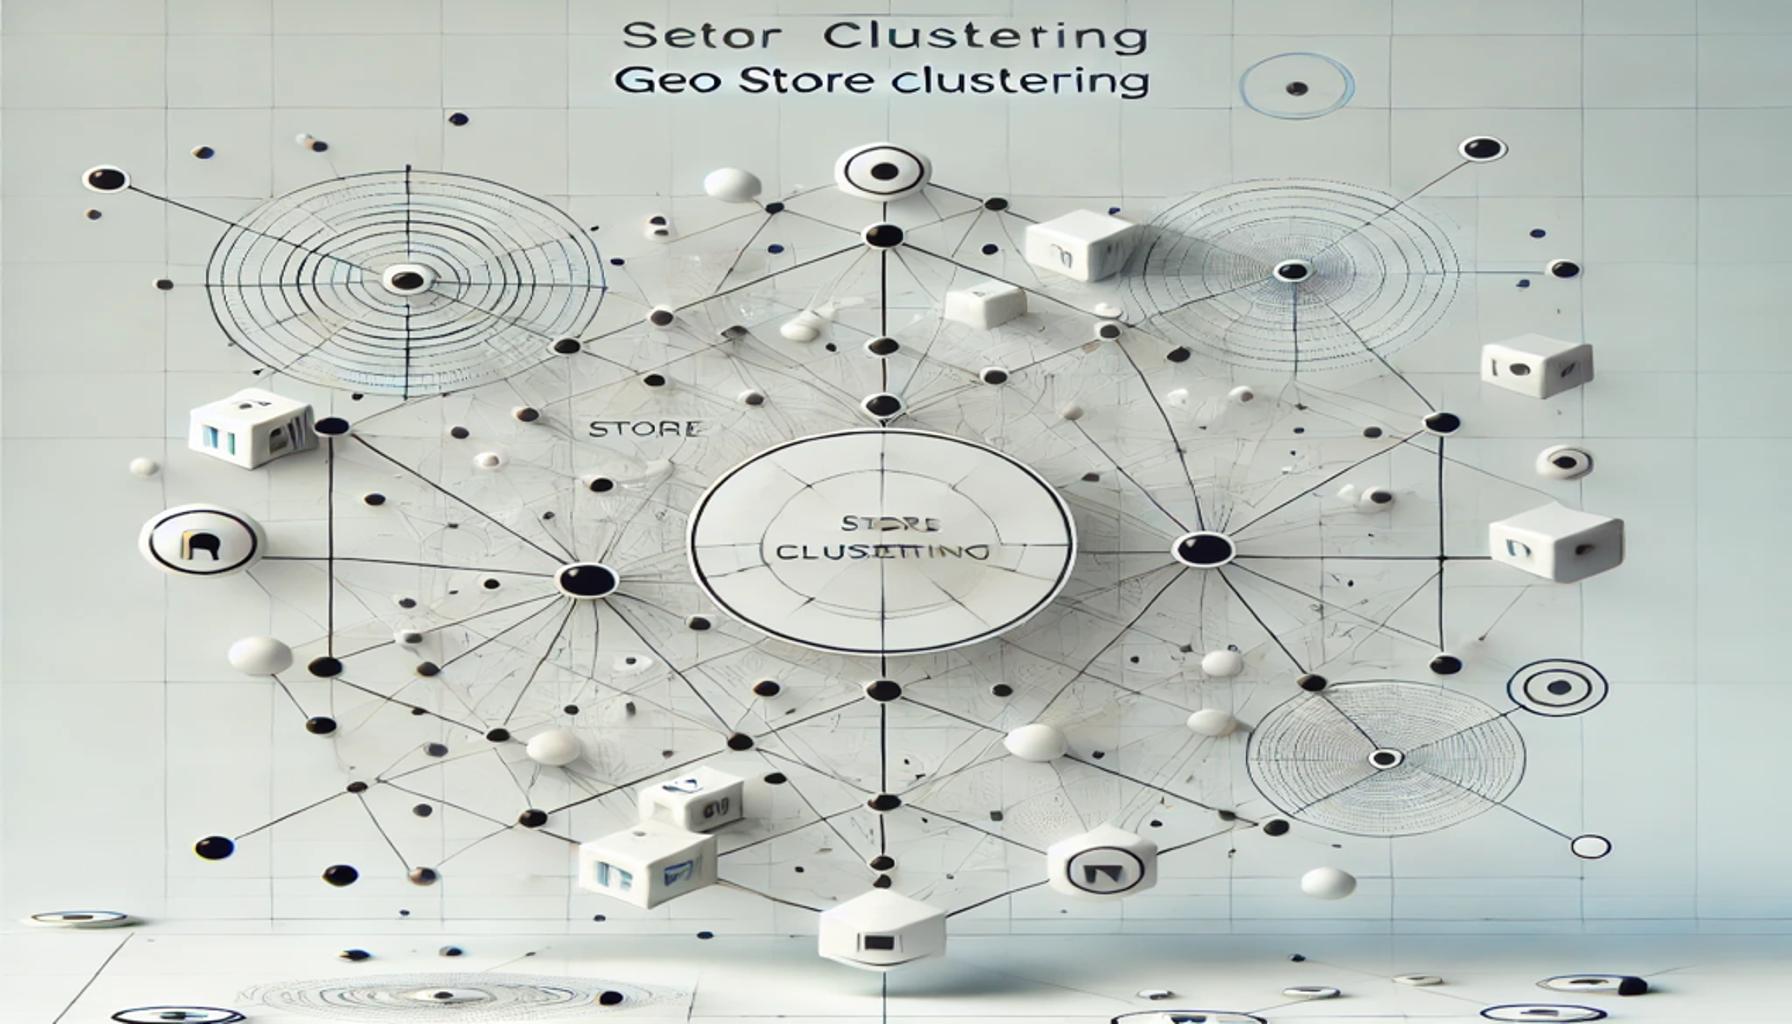 Setor Clustering
Geo Store clustering
STORE
STORE
CLUSETTING